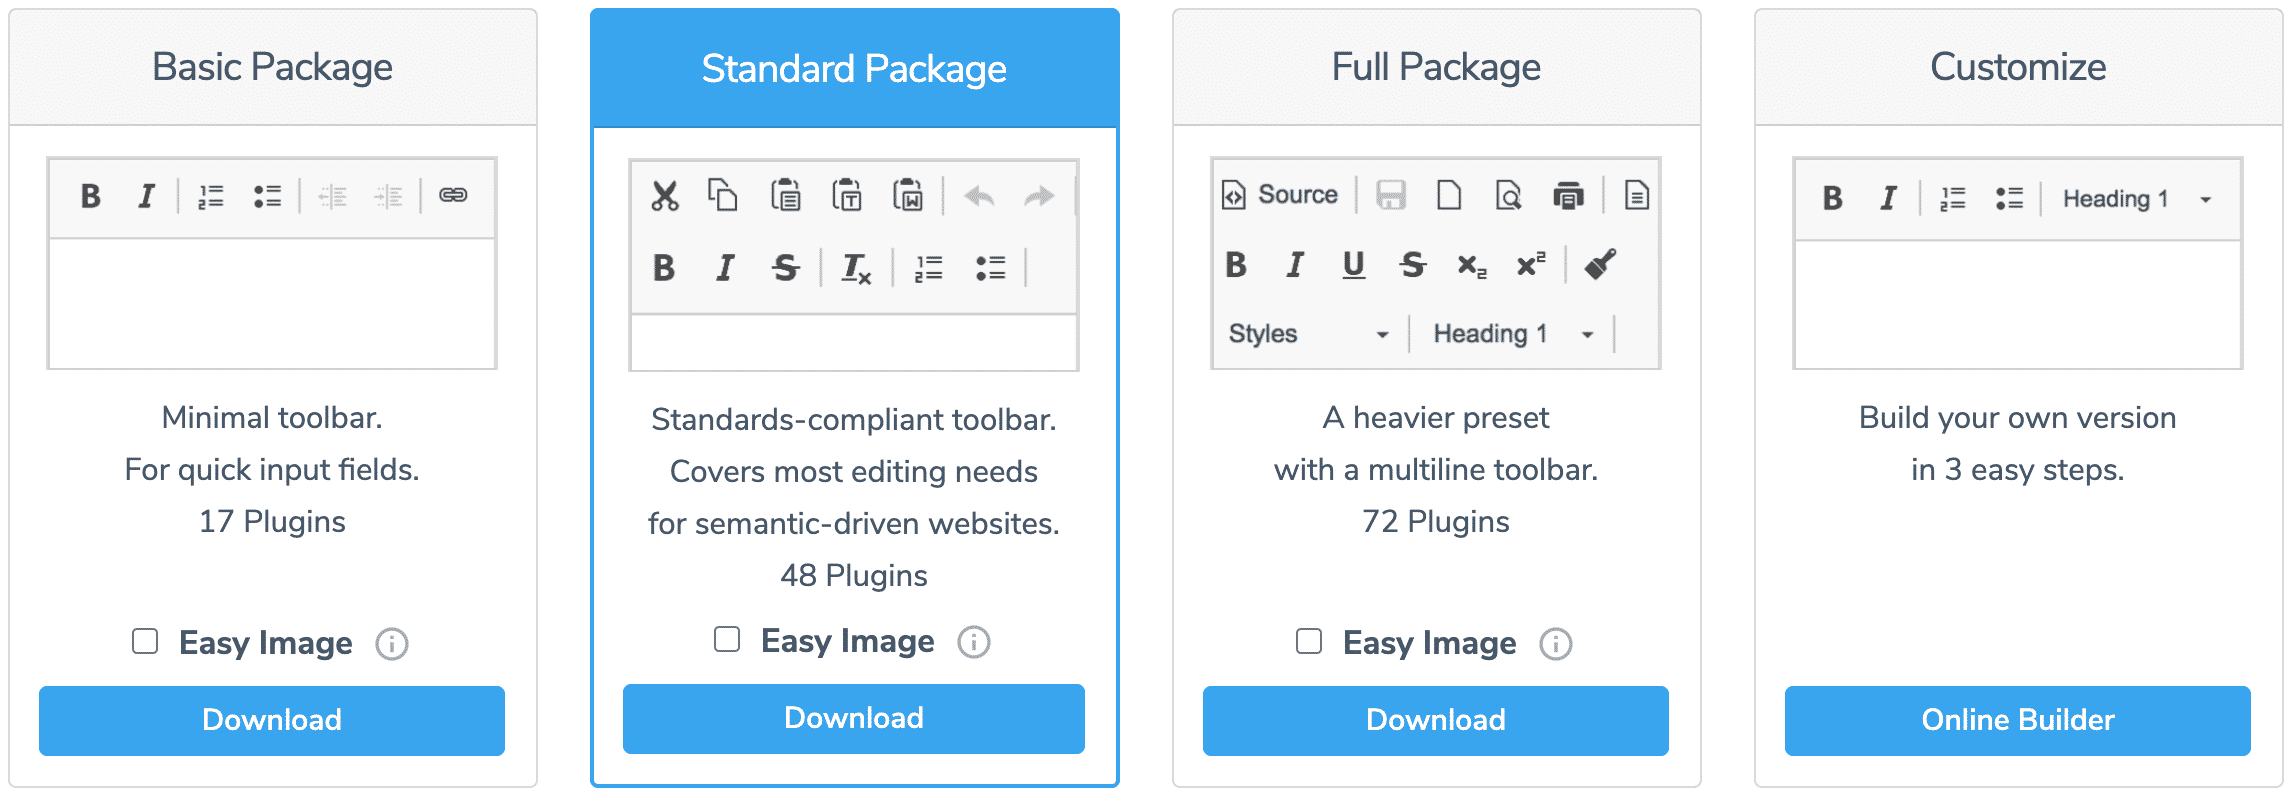 Basic Package
Minimal toolbar.
For quick input fields.
17 Plugins
Easy Image
Download
Standard Package
Standards-compliant toolbar.
Covers most editing needs
for semantic-driven websites.
48 Plugins
Easy Image
Download
Full Package
Source
Styles
Heading 1
A heavier preset
with a multiline toolbar.
72 Plugins
Easy Image
Download
Customize
Heading 1
Build your own version
in 3 easy steps.
Online Builder